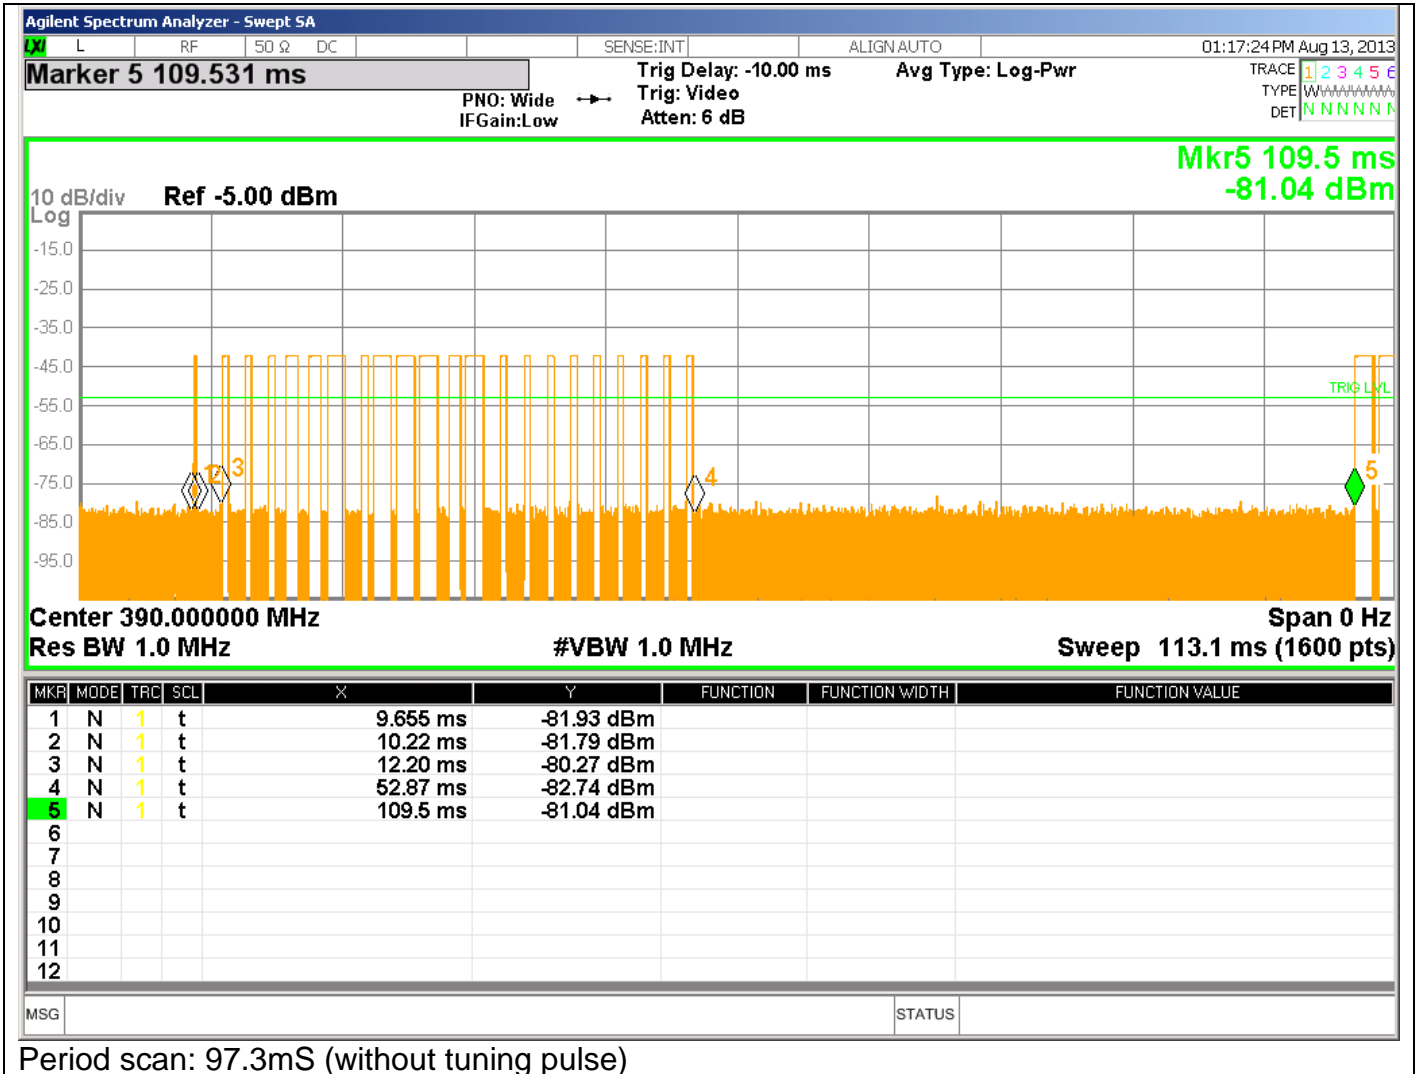 Agilent Spectrum Analyzer - Swept SA
LXI L RF 50 Ω DC SENSE:INT ALIGN AUTO 01:17:24 PM Aug 13, 2013
Marker 5 109.531 ms
PNO: Wide
IFGain:Low
Trig Delay: -10.00 ms
Trig: Video
Atten: 6 dB
Avg Type: Log-Pwr
TRACE 1 2 3 4 5 6
TYPE W
DET N N N N N N
Mkr5 109.5 ms
-81.04 dBm
10 dB/div Ref -5.00 dBm
Log
-15.0
-25.0
-35.0
-45.0
TRIG LVL
-55.0
-65.0
-75.0
1 2 3 4 5
-85.0
-95.0
Center 390.000000 MHz Span 0 Hz
Res BW 1.0 MHz #VBW 1.0 MHz Sweep 113.1 ms (1600 pts)
MKR MODE TRC SCL X Y FUNCTION FUNCTION WIDTH FUNCTION VALUE
1 N 1 t 9.655 ms -81.93 dBm
2 N 1 t 10.22 ms -81.79 dBm
3 N 1 t 12.20 ms -80.27 dBm
4 N 1 t 52.87 ms -82.74 dBm
5 N 1 t 109.5 ms -81.04 dBm
6
7
8
9
10
11
12
MSG STATUS
Period scan: 97.3mS (without tuning pulse)